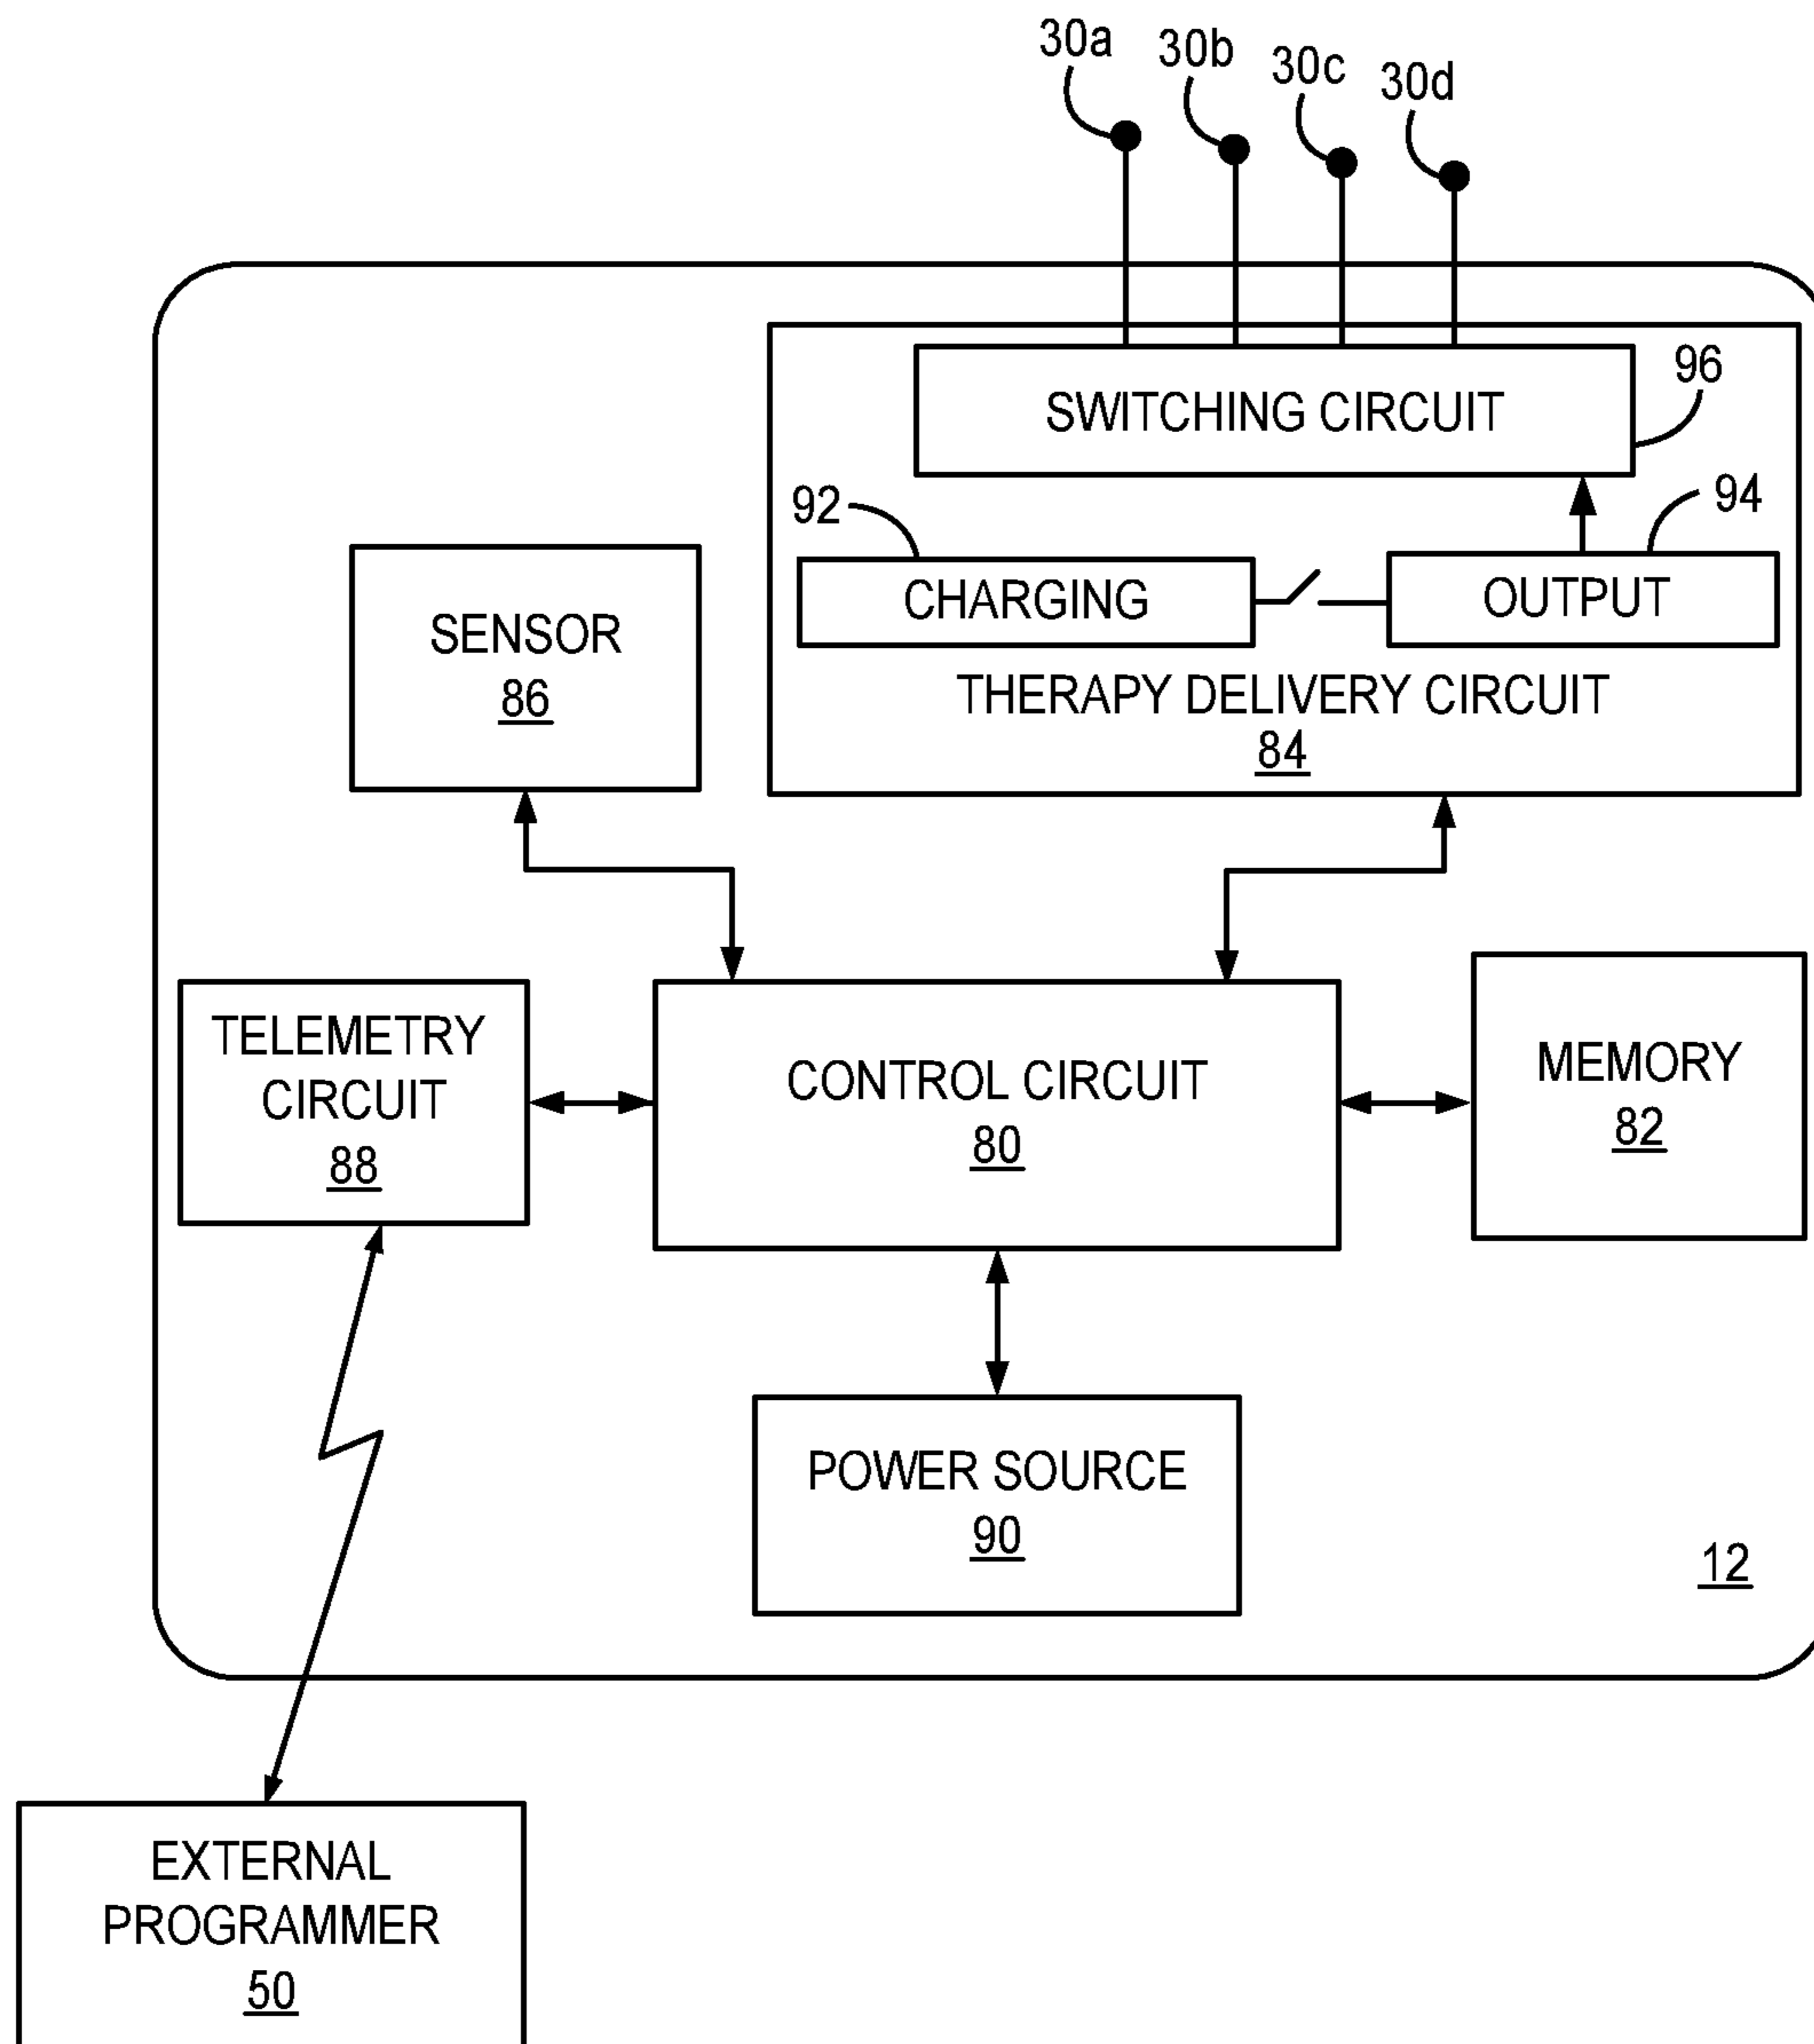 30a
30b
30c
30d
SWITCHING CIRCUIT
96
92
94
CHARGING
OUTPUT
THERAPY DELIVERY CIRCUIT
84
SENSOR
86
TELEMETRY
CIRCUIT
88
CONTROL CIRCUIT
80
MEMORY
82
POWER SOURCE
90
12
EXTERNAL
PROGRAMMER
50